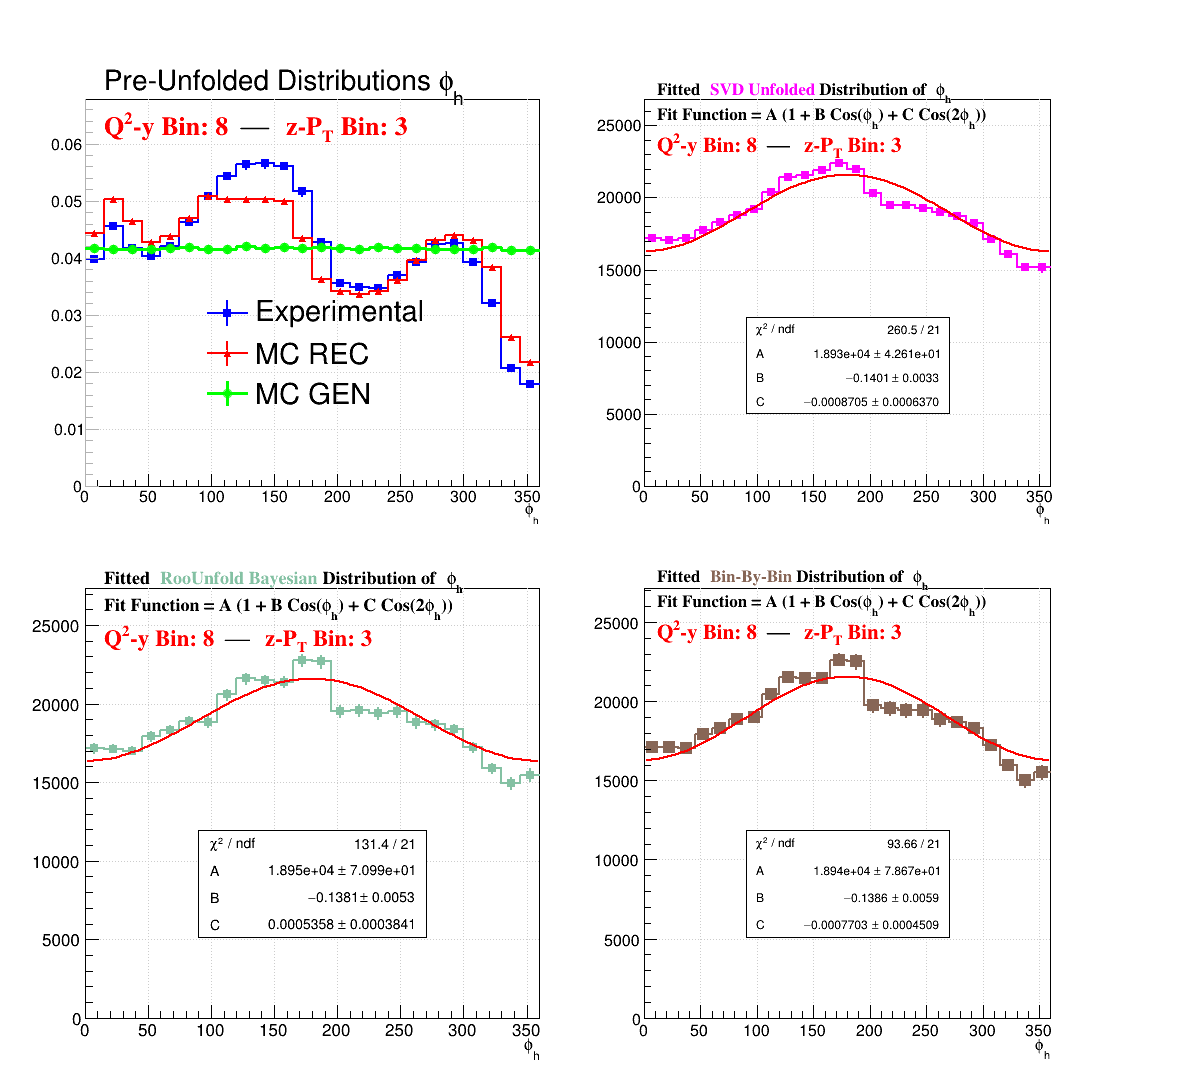 Pre-Unfolded Distributions ϕh
Q²-y Bin: 8 — z-PT Bin: 3
0.06
0.05
0.04
0.03
0.02
0.01
0
Experimental
MC REC
MC GEN
0 50 100 150 200 250 300 350
ϕh
Fitted SVD Unfolded Distribution of ϕh
Fit Function = A (1 + B Cos(ϕh) + C Cos(2ϕh))
Q²-y Bin: 8 — z-PT Bin: 3
25000
20000
15000
10000
5000
0
χ² / ndf 260.5 / 21
A 1.893e+04 ± 4.261e+01
B −0.1401 ± 0.0033
C −0.0008705 ± 0.0006370
0 50 100 150 200 250 300 350
ϕh
Fitted RooUnfold Bayesian Distribution of ϕh
Fit Function = A (1 + B Cos(ϕh) + C Cos(2ϕh))
Q²-y Bin: 8 — z-PT Bin: 3
25000
20000
15000
10000
5000
0
χ² / ndf 131.4 / 21
A 1.895e+04 ± 7.099e+01
B −0.1381 ± 0.0053
C 0.0005358 ± 0.0003841
0 50 100 150 200 250 300 350
ϕh
Fitted Bin-By-Bin Distribution of ϕh
Fit Function = A (1 + B Cos(ϕh) + C Cos(2ϕh))
Q²-y Bin: 8 — z-PT Bin: 3
25000
20000
15000
10000
5000
0
χ² / ndf 93.66 / 21
A 1.894e+04 ± 7.867e+01
B −0.1386 ± 0.0059
C −0.0007703 ± 0.0004509
0 50 100 150 200 250 300 350
ϕh